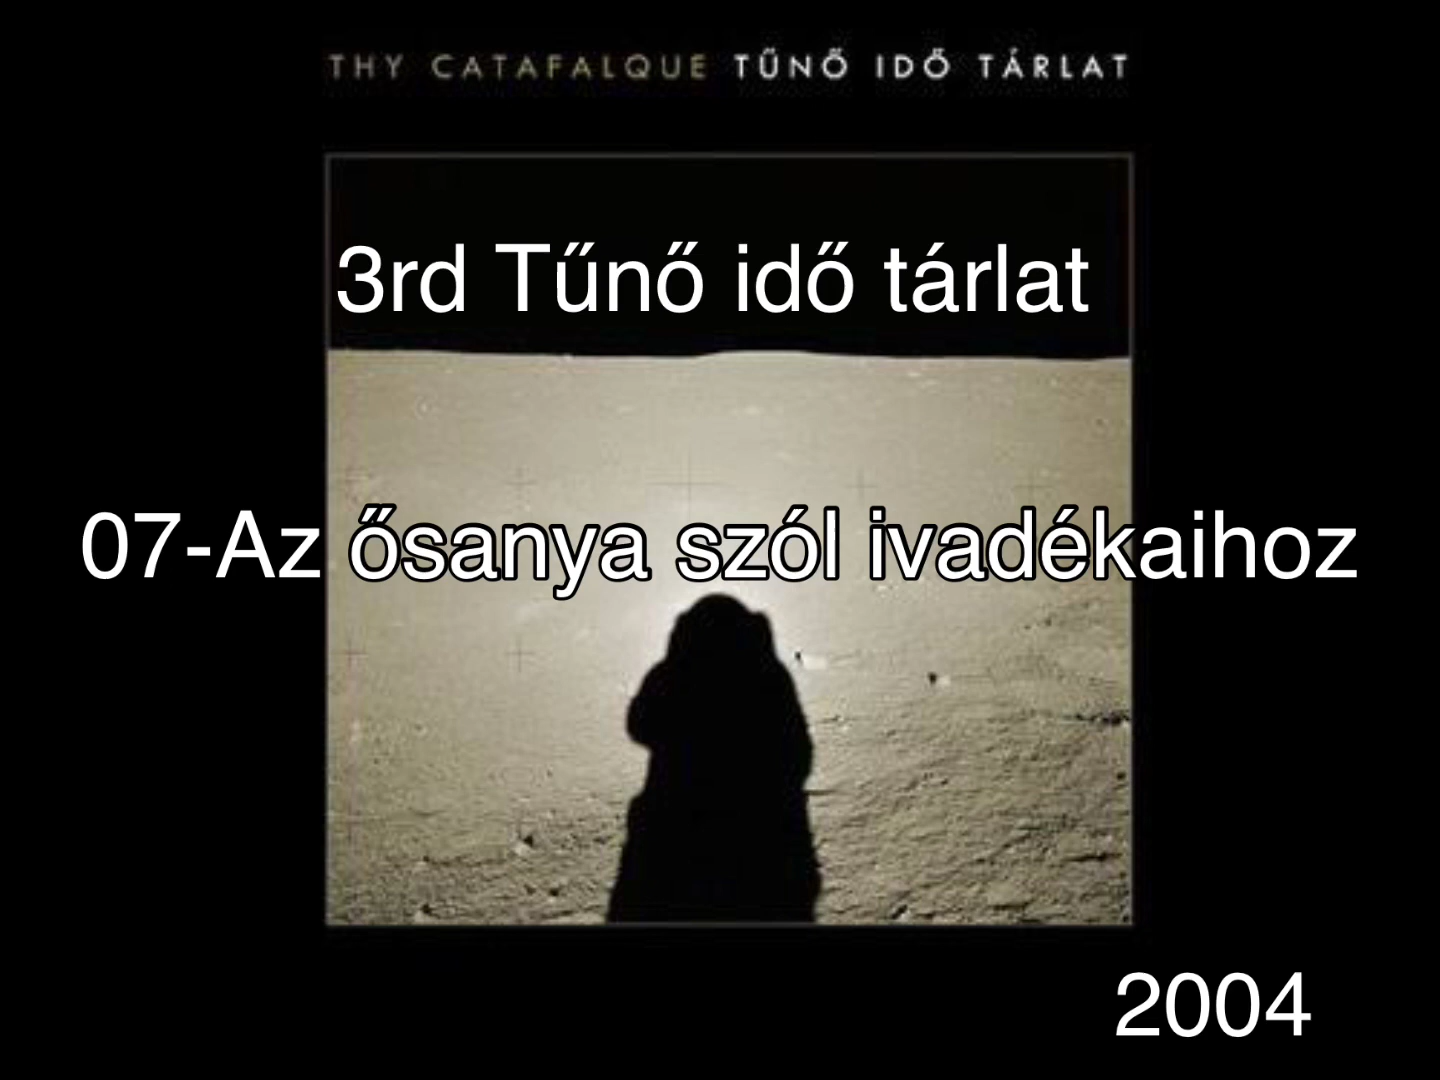 THY CATAFALQUE TŰNŐ IDŐ TÁRLAT
3rd Tűnő idő tárlat
07-Az ősanya szól ivadékaihoz
2004